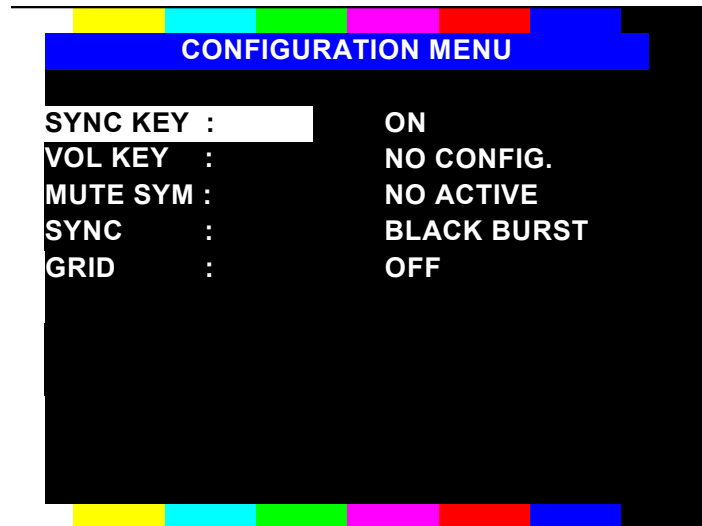 CONFIGURATION MENU
SYNC KEY : ON
VOL KEY : NO CONFIG.
MUTE SYM : NO ACTIVE
SYNC : BLACK BURST
GRID : OFF